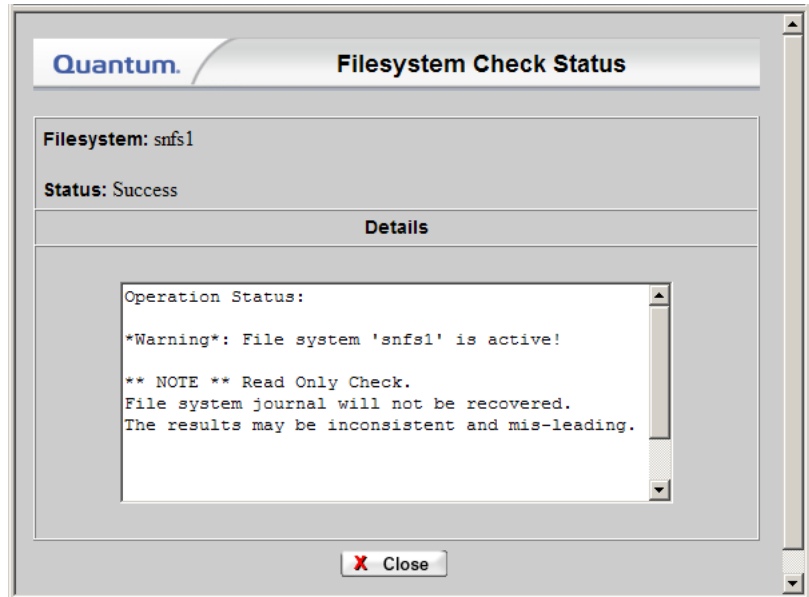 Quantum.
Filesystem Check Status
Filesystem: snfs1
Status: Success
Details
Operation Status:
*Warning*: File system 'snfs1' is active!
** NOTE ** Read Only Check.
File system journal will not be recovered.
The results may be inconsistent and mis-leading.
X Close